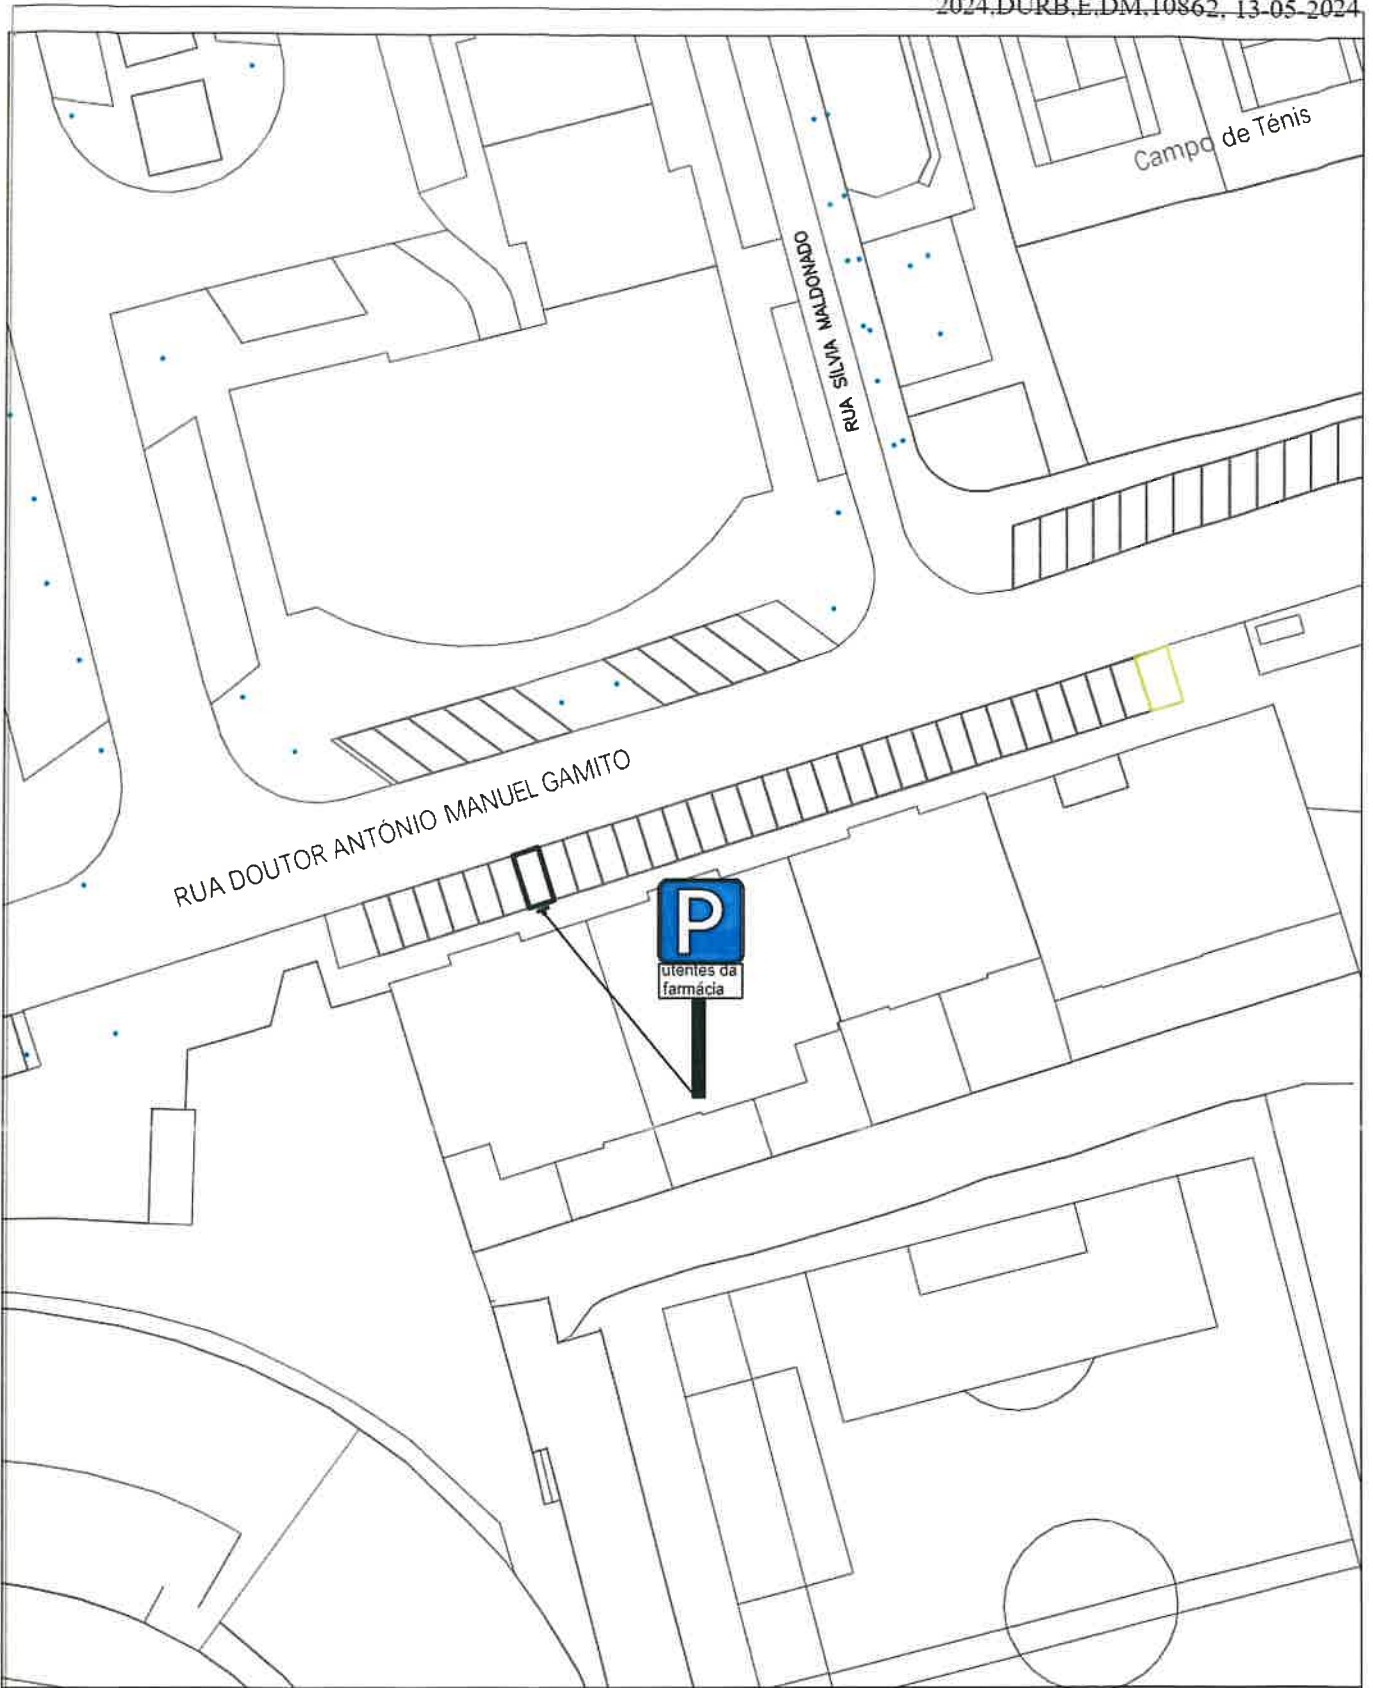 2024,DURB,E,DM,10862, 13-05-2024
Campo de Ténis
RUA SÍLVIA MALDONADO
RUA DOUTOR ANTÓNIO MANUEL GAMITO
P
utentes da
farmácia